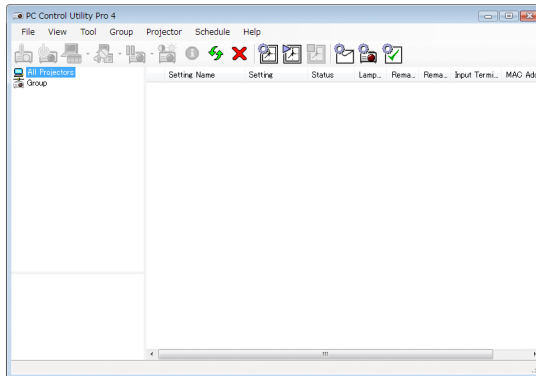 PC Control Utility Pro 4
File View Tool Group Projector Schedule Help
Setting Name Setting Status Lamp... Rema... Rema... Input Termi... MAC Add
All Projectors
Group